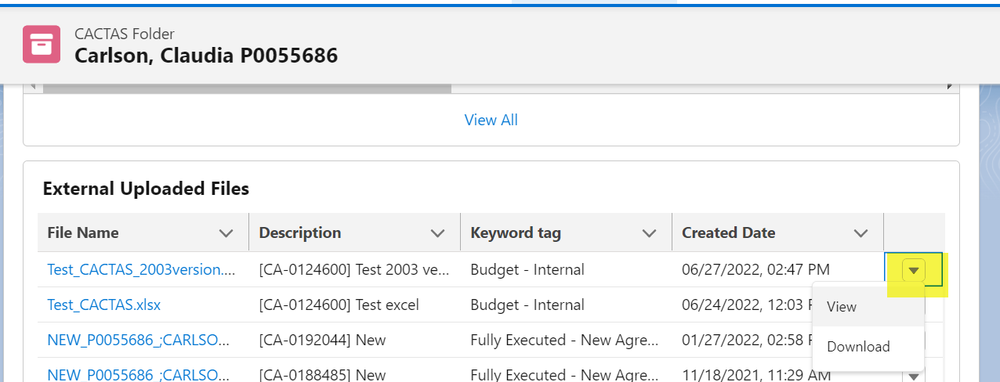 CACTAS Folder
Carlson, Claudia P0055686
View All
External Uploaded Files
File Name Description Keyword tag Created Date
Test_CACTAS_2003version.... [CA-0124600] Test 2003 ve... Budget - Internal 06/27/2022, 02:47 PM
Test_CACTAS.xlsx [CA-0124600] Test excel Budget - Internal 06/24/2022, 12:03
View
NEW_P0055686_;CARLSO... [CA-0192044] New Fully Executed - New Agre... 01/27/2022, 02:58
Download
NEW_P0055686_;CARLSO... [CA-0188485] New Fully Executed - New Agre... 11/18/2021, 11:29 AM